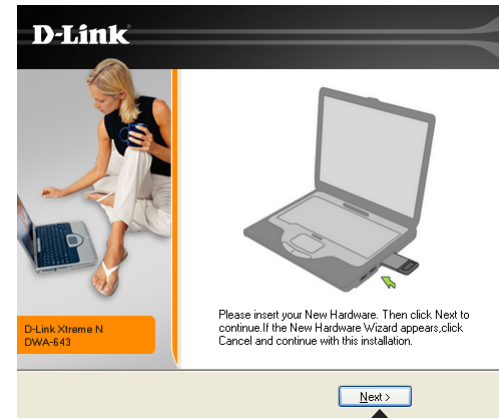 D-Link
Please insert your New Hardware. Then click Next to
continue.If the New Hardware Wizard appears,click
Cancel and continue with this installation.
D-Link Xtreme N
DWA-643
Next >